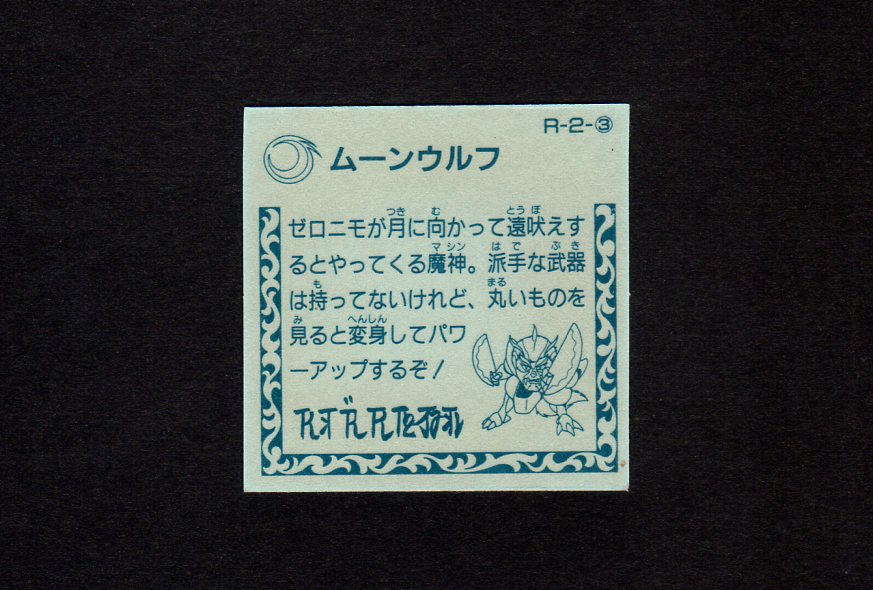 R-2-③
ムーンウルフ
ゼロニモが月に向かって遠吠えす
るとやってくる魔神。派手な武器
は持ってないけれど、丸いものを
見ると変身してパワ
ーアップするぞ!